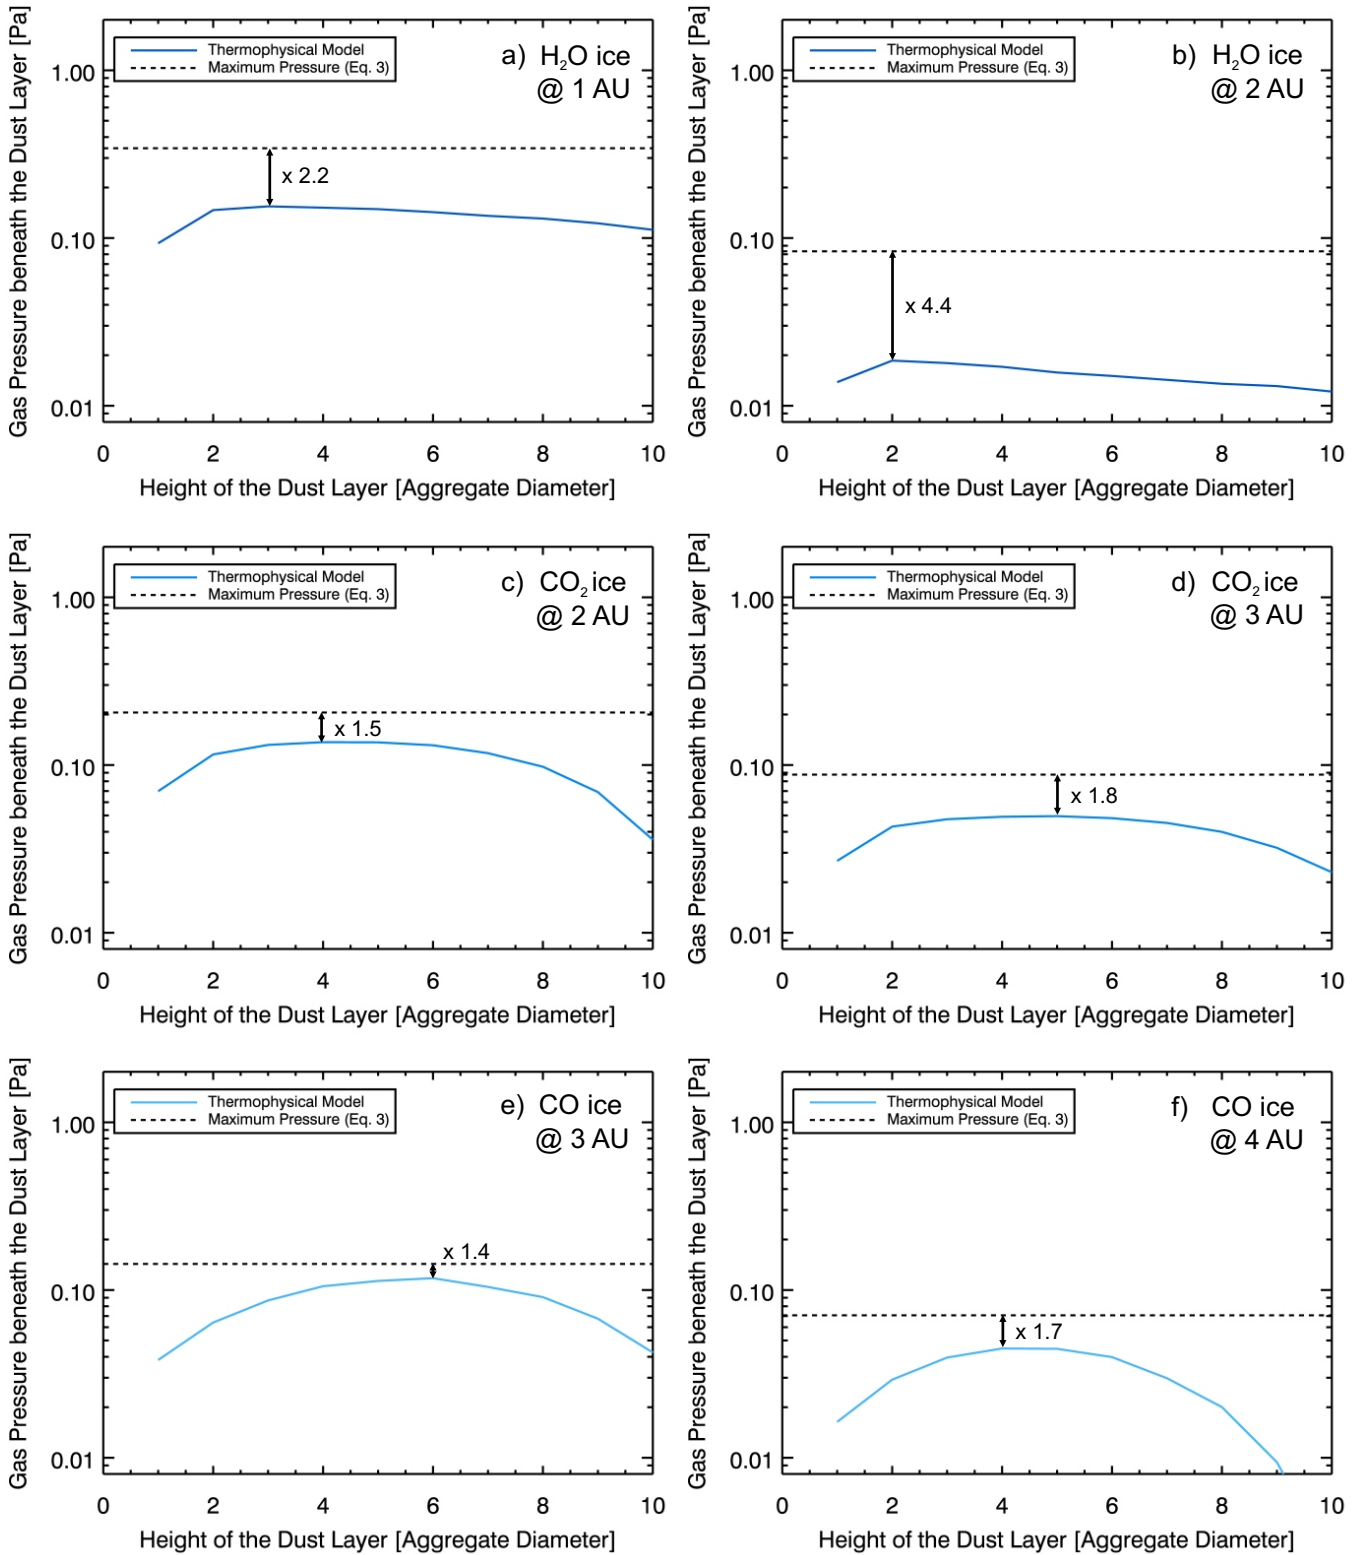 Gas Pressure beneath the Dust Layer [Pa]
1.00
0.10
0.01
Thermophysical Model
Maximum Pressure (Eq. 3)
a) H₂O ice
@ 1 AU
x 2.2
0 2 4 6 8 10
Height of the Dust Layer [Aggregate Diameter]
Gas Pressure beneath the Dust Layer [Pa]
1.00
0.10
0.01
Thermophysical Model
Maximum Pressure (Eq. 3)
b) H₂O ice
@ 2 AU
x 4.4
0 2 4 6 8 10
Height of the Dust Layer [Aggregate Diameter]
Gas Pressure beneath the Dust Layer [Pa]
1.00
0.10
0.01
Thermophysical Model
Maximum Pressure (Eq. 3)
c) CO₂ ice
@ 2 AU
x 1.5
0 2 4 6 8 10
Height of the Dust Layer [Aggregate Diameter]
Gas Pressure beneath the Dust Layer [Pa]
1.00
0.10
0.01
Thermophysical Model
Maximum Pressure (Eq. 3)
d) CO₂ ice
@ 3 AU
x 1.8
0 2 4 6 8 10
Height of the Dust Layer [Aggregate Diameter]
Gas Pressure beneath the Dust Layer [Pa]
1.00
0.10
0.01
Thermophysical Model
Maximum Pressure (Eq. 3)
e) CO ice
@ 3 AU
x 1.4
0 2 4 6 8 10
Height of the Dust Layer [Aggregate Diameter]
Gas Pressure beneath the Dust Layer [Pa]
1.00
0.10
0.01
Thermophysical Model
Maximum Pressure (Eq. 3)
f) CO ice
@ 4 AU
x 1.7
0 2 4 6 8 10
Height of the Dust Layer [Aggregate Diameter]